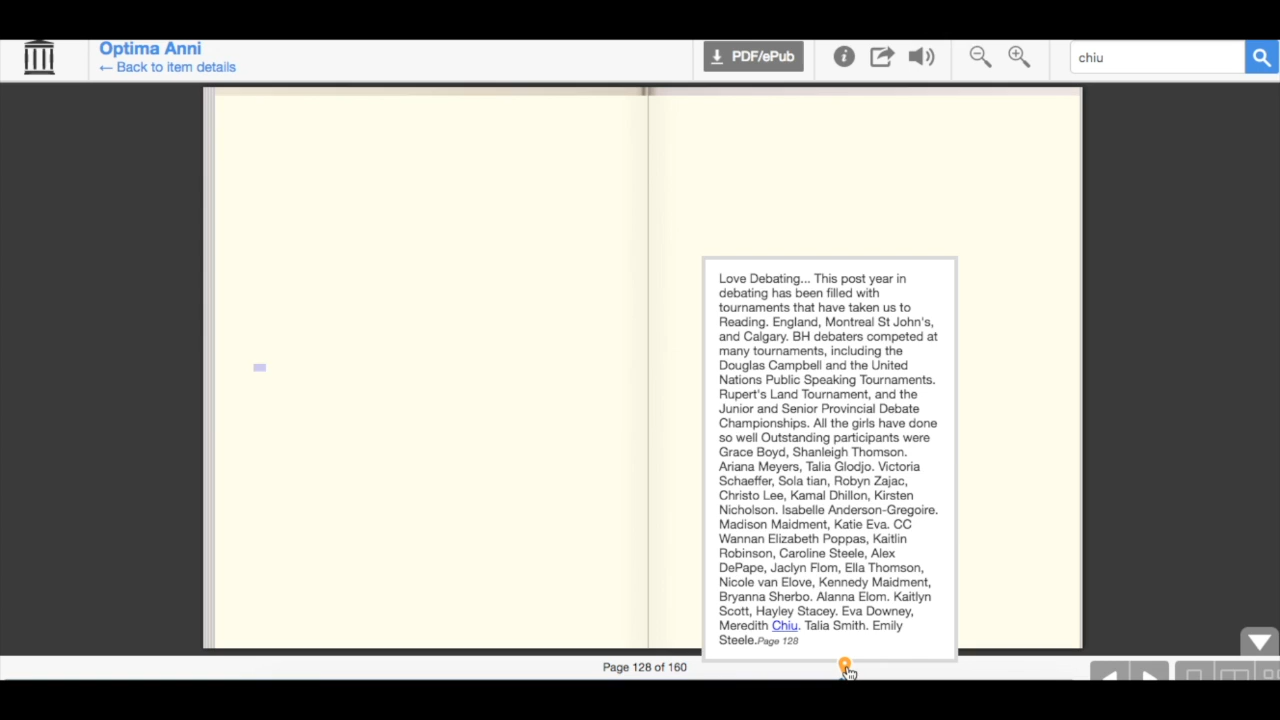 Optima Anni
← Back to item details
PDF/ePub
chiu
Love Debating... This post year in
debating has been filled with
tournaments that have taken us to
Reading. England, Montreal St John's,
and Calgary. BH debaters competed at
many tournaments, including the
Douglas Campbell and the United
Nations Public Speaking Tournaments.
Rupert's Land Tournament, and the
Junior and Senior Provincial Debate
Championships. All the girls have done
so well Outstanding participants were
Grace Boyd, Shanleigh Thomson.
Ariana Meyers, Talia Glodjo. Victoria
Schaeffer, Sola tian, Robyn Zajac,
Christo Lee, Kamal Dhillon, Kirsten
Nicholson. Isabelle Anderson-Gregoire.
Madison Maidment, Katie Eva. CC
Wannan Elizabeth Poppas, Kaitlin
Robinson, Caroline Steele, Alex
DePape, Jaclyn Flom, Ella Thomson,
Nicole van Elove, Kennedy Maidment,
Bryanna Sherbo. Alanna Elom. Kaitlyn
Scott, Hayley Stacey. Eva Downey,
Meredith Chiu. Talia Smith. Emily
Steele.Page 128
Page 128 of 160